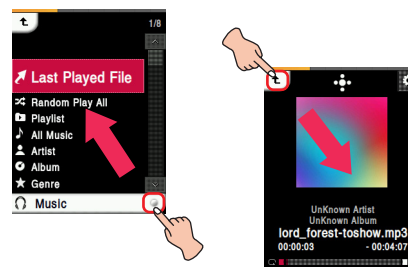 1/8
Last Played File
Random Play All
Playlist
All Music
Artist
Album
Genre
Music
UnKnown Artist
UnKnown Album
lord_forest-toshow.mp3
00:00:03 - 00:04:07